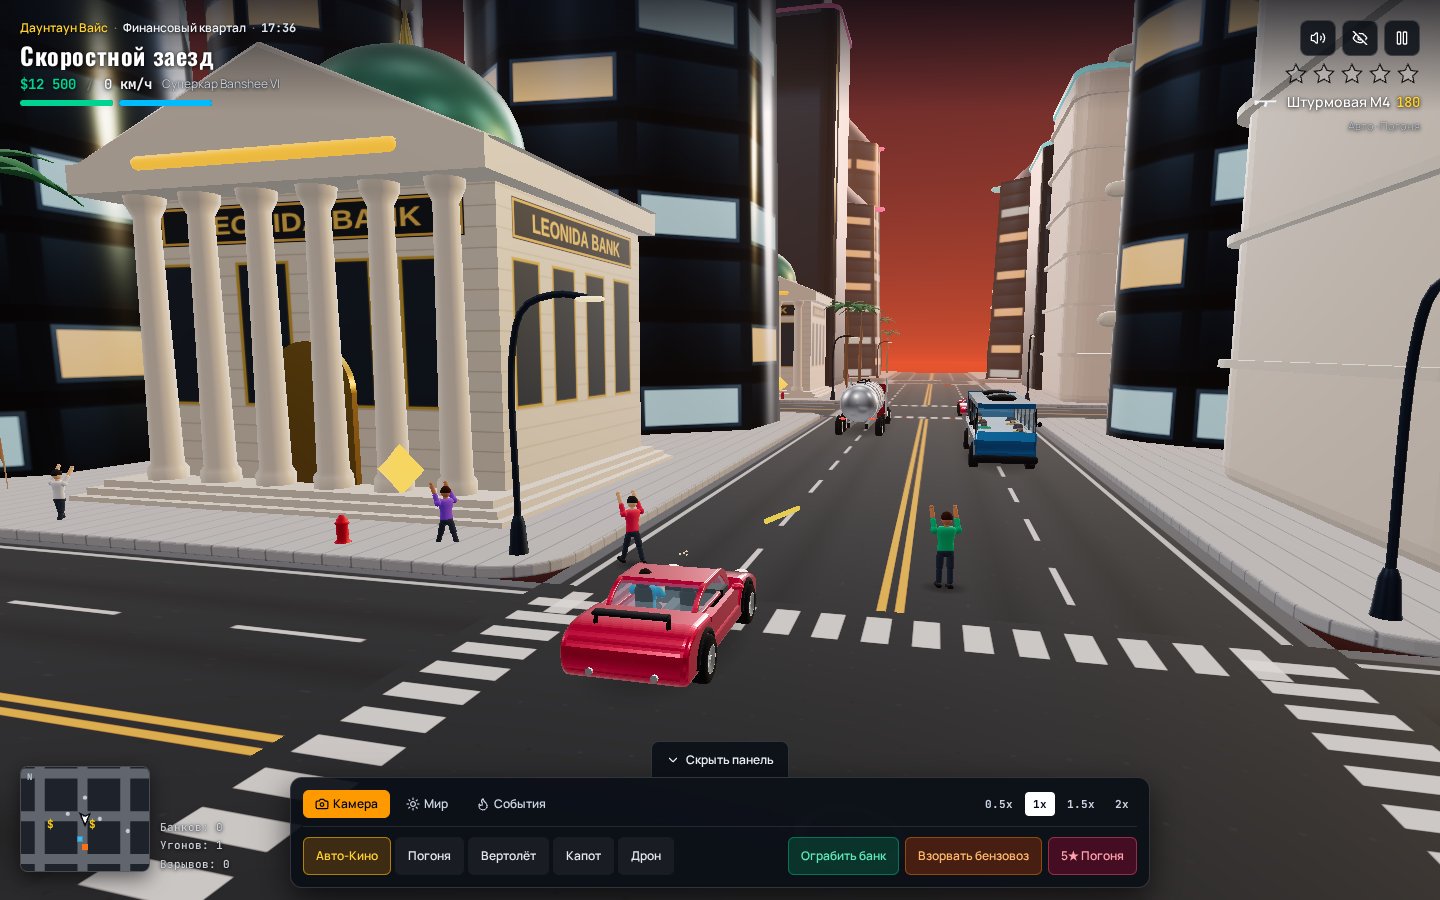 Даунтаун Вайс · Финансовый квартал · 17:36
Скоростной заезд
$12 500 / 0 км/ч Суперкар Banshee VI
Штурмовая М4 180
Авто·Погоня
LEONIDA BANK
LEONIDA BANK
Скрыть панель
Камера Мир События 0.5x 1x 1.5x 2x
Авто-Кино Погоня Вертолёт Капот Дрон Ограбить банк Взорвать бензовоз 5★ Погоня
N
$ $
Банков: 0
Угонов: 1
Взрывов: 0